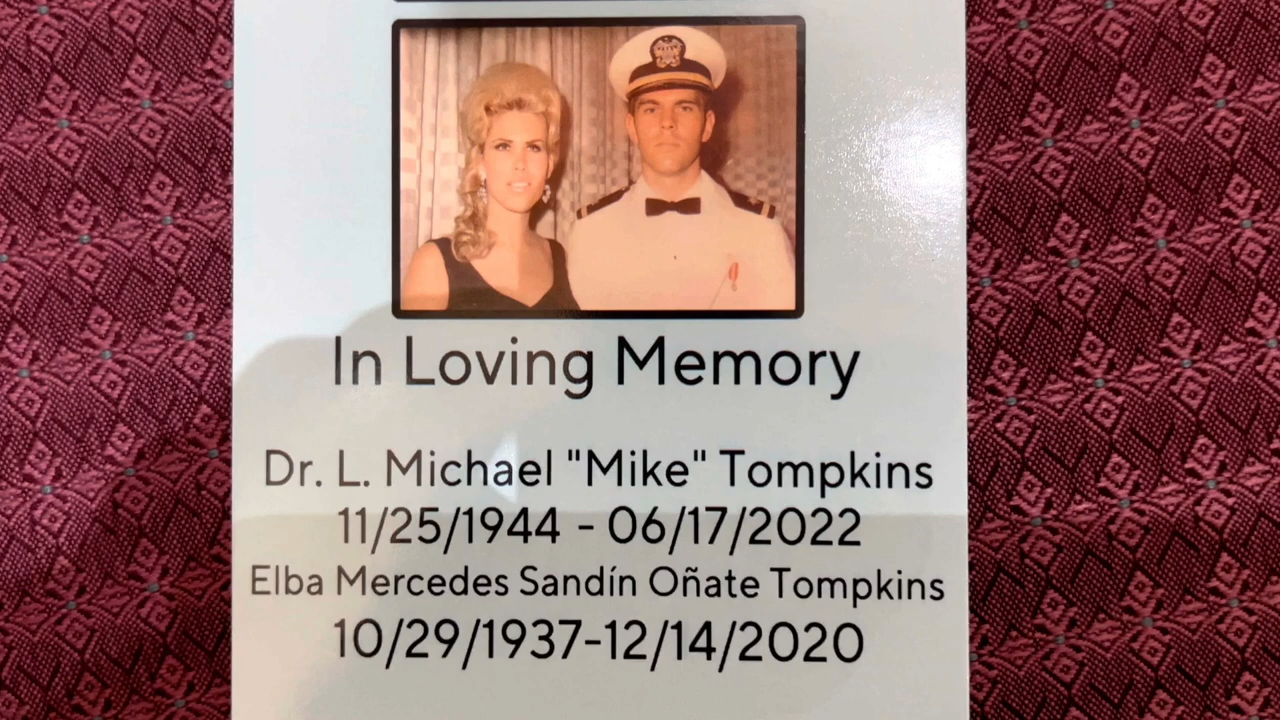 In Loving Memory
Dr. L. Michael "Mike" Tompkins
11/25/1944 - 06/17/2022
Elba Mercedes Sandín Oñate Tompkins
10/29/1937-12/14/2020